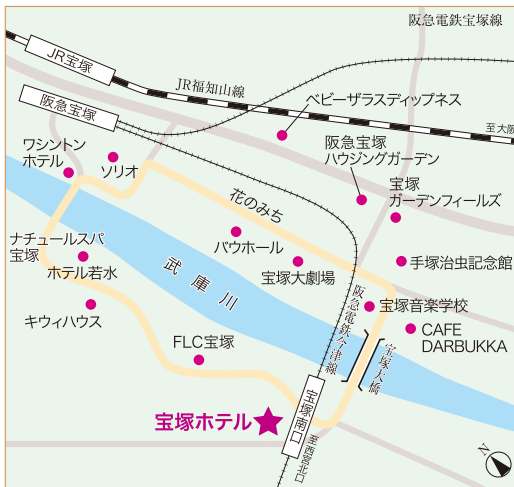 阪急電鉄宝塚線
JR宝塚
JR福知山線
阪急宝塚
ベビーザラスディップネス
至大阪
ワシントン
ホテル
ソリオ
阪急宝塚
ハウジングガーデン
宝塚
ガーデンフィールズ
花のみち
ナチュールスパ
宝塚
ホテル若水
バウホール
宝塚大劇場
手塚治虫記念館
武庫川
キウィハウス
阪急電鉄今津線
宝塚音楽学校
CAFE
DARBUKKA
宝塚大橋
FLC宝塚
宝塚ホテル
宝塚南口
至西宮北口
N